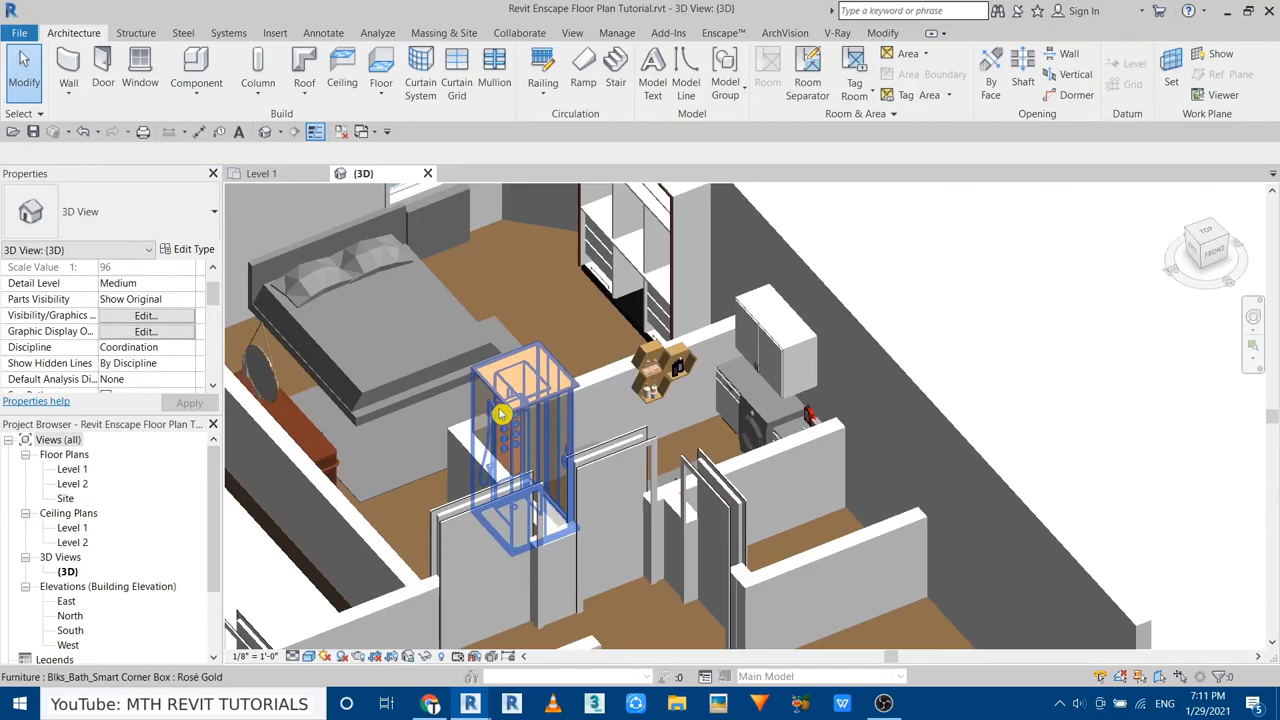 Revit Enscape Floor Plan Tutorial.rvt - 3D View: {3D}
Type a keyword or phrase
Sign In
File Architecture Structure Steel Systems Insert Annotate Analyze Massing & Site Collaborate View Manage Add-Ins Enscape™ ArchVision V-Ray Modify
Modify
Wall
Door
Window
Component
Column
Roof
Ceiling
Floor
Curtain System
Curtain Grid
Mullion
Railing
Ramp
Stair
Model Text
Model Line
Model Group
Room
Room Separator
Tag Room
Area
Area Boundary
Tag Area
By Face
Shaft
Wall
Vertical
Dormer
Level
Grid
Set
Show
Ref Plane
Viewer
Select
Build
Circulation
Model
Room & Area
Opening
Datum
Work Plane
Properties
Level 1
{3D}
3D View
3D View: {3D}
Edit Type
Scale Value 1: 96
Detail Level Medium
Parts Visibility Show Original
Visibility/Graphics ... Edit...
Graphic Display O... Edit...
Discipline Coordination
Show Hidden Lines By Discipline
Default Analysis Di... None
Properties help
Apply
Project Browser - Revit Enscape Floor Plan T...
Views (all)
Floor Plans
Level 1
Level 2
Site
Ceiling Plans
Level 1
Level 2
3D Views
{3D}
Elevations (Building Elevation)
East
North
South
West
Legends
TOP
FRONT
1/8" = 1'-0"
Furniture : Blks_Bath_Smart Corner Box : Rosé Gold
:0
Main Model
:0
YouTube: MTH REVIT TUTORIALS
7:11 PM
1/29/2021
5